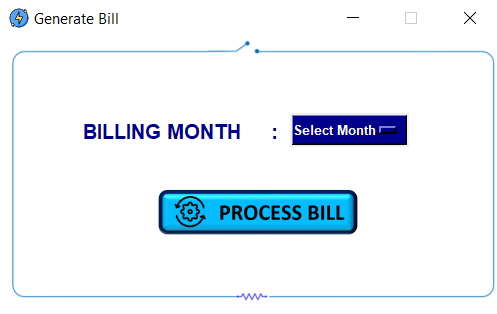 Generate Bill
BILLING MONTH : Select Month
PROCESS BILL